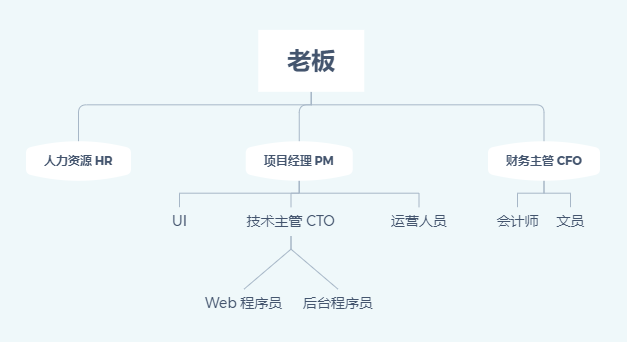 老板
人力资源 HR
项目经理 PM
财务主管 CFO
UI
技术主管 CTO
运营人员
会计师
文员
Web 程序员
后台程序员